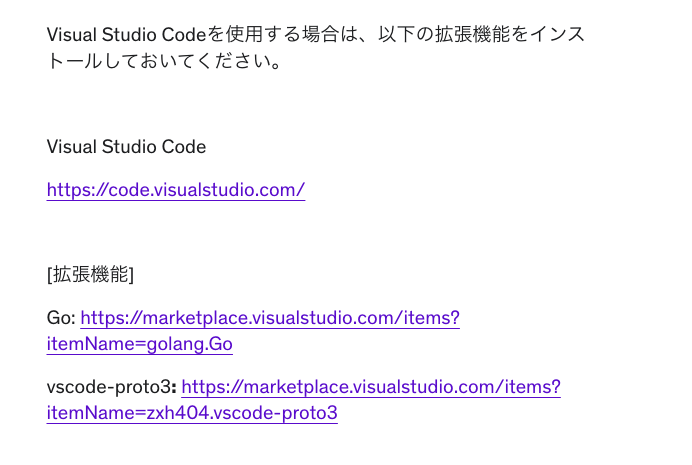 Visual Studio Codeを使用する場合は、以下の拡張機能をインス
トールしておいてください。
Visual Studio Code
https://code.visualstudio.com/
[拡張機能]
Go: https://marketplace.visualstudio.com/items?
itemName=golang.Go
vscode-proto3: https://marketplace.visualstudio.com/items?
itemName=zxh404.vscode-proto3